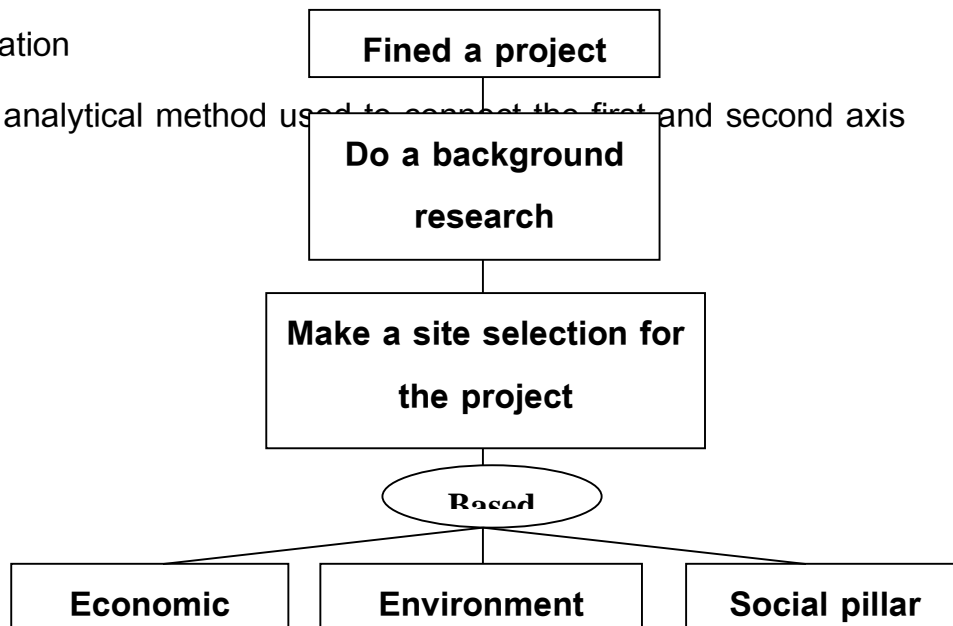 ation
Fined a project
analytical method used to connect the first and second axis
Do a background
research
Make a site selection for
the project
Based
Economic
Environment
Social pillar